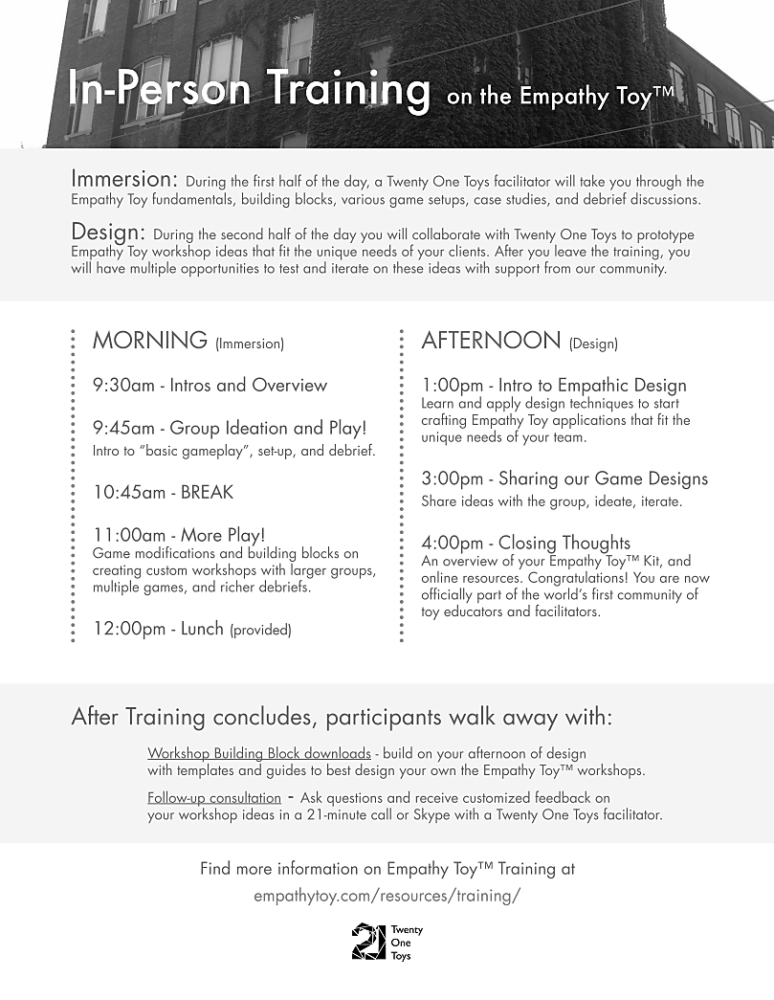 In-Person Training on the Empathy Toy™
Immersion: During the first half of the day, a Twenty One Toys facilitator will take you through the
Empathy Toy fundamentals, building blocks, various game setups, case studies, and debrief discussions.
Design: During the second half of the day you will collaborate with Twenty One Toys to prototype
Empathy Toy workshop ideas that fit the unique needs of your clients. After you leave the training, you
will have multiple opportunities to test and iterate on these ideas with support from our community.
MORNING (Immersion)
9:30am - Intros and Overview
9:45am - Group Ideation and Play!
Intro to “basic gameplay”, set-up, and debrief.
10:45am - BREAK
11:00am - More Play!
Game modifications and building blocks on
creating custom workshops with larger groups,
multiple games, and richer debriefs.
12:00pm - Lunch (provided)
AFTERNOON (Design)
1:00pm - Intro to Empathic Design
Learn and apply design techniques to start
crafting Empathy Toy applications that fit the
unique needs of your team.
3:00pm - Sharing our Game Designs
Share ideas with the group, ideate, iterate.
4:00pm - Closing Thoughts
An overview of your Empathy Toy™ Kit, and
online resources. Congratulations! You are now
officially part of the world’s first community of
toy educators and facilitators.
After Training concludes, participants walk away with:
Workshop Building Block downloads - build on your afternoon of design
with templates and guides to best design your own the Empathy Toy™ workshops.
Follow-up consultation - Ask questions and receive customized feedback on
your workshop ideas in a 21-minute call or Skype with a Twenty One Toys facilitator.
Find more information on Empathy Toy™ Training at
empathytoy.com/resources/training/
21 Twenty
One
Toys